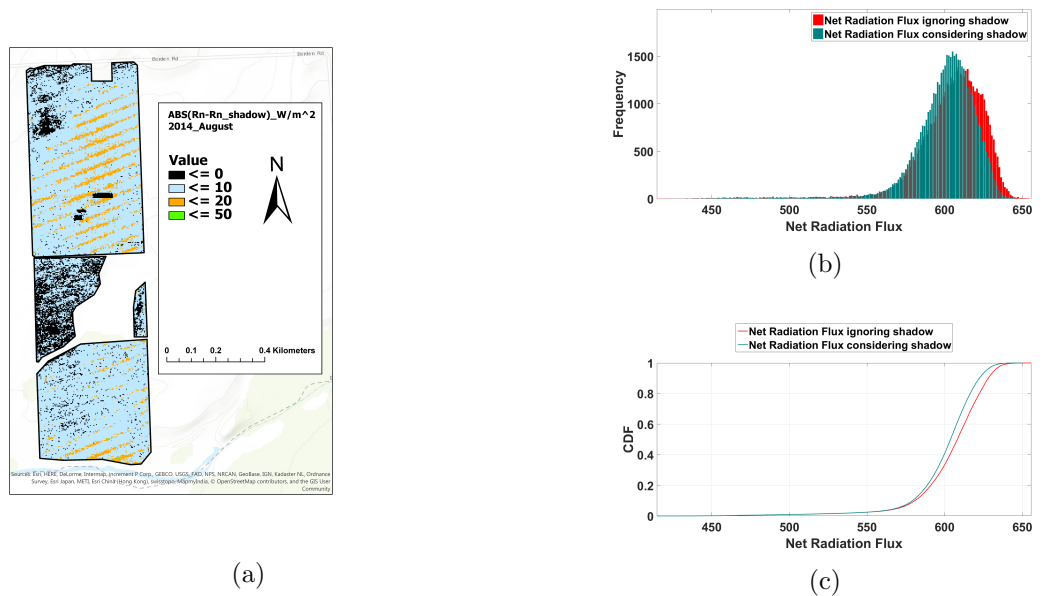 Borden Rd
Borden Rd
ABS(Rn-Rn_shadow)_W/m^2
2014_August
Value
<= 0
<= 10
<= 20
<= 50
N
0 0.1 0.2 0.4 Kilometers
Sources: Esri, HERE, DeLorme, Intermap, increment P Corp., GEBCO, USGS, FAO, NPS, NRCAN, GeoBase, IGN, Kadaster NL, Ordnance
Survey, Esri Japan, METI, Esri China (Hong Kong), swisstopo, MapmyIndia, © OpenStreetMap contributors, and the GIS User
Community
(a)
Net Radiation Flux ignoring shadow
Net Radiation Flux considering shadow
Frequency
1500
1000
500
0
450 500 550 600 650
Net Radiation Flux
(b)
Net Radiation Flux ignoring shadow
Net Radiation Flux considering shadow
CDF
1
0.8
0.6
0.4
0.2
0
450 500 550 600 650
Net Radiation Flux
(c)